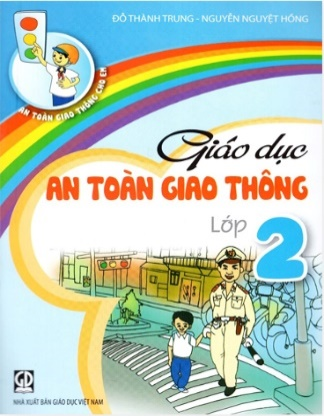 ĐỖ THÀNH TRUNG - NGUYỄN NGUYỆT HỒNG
AN TOÀN GIAO THÔNG CHO EM
Giáo dục
AN TOÀN GIAO THÔNG
Lớp 2
GD
NHÀ XUẤT BẢN GIÁO DỤC VIỆT NAM